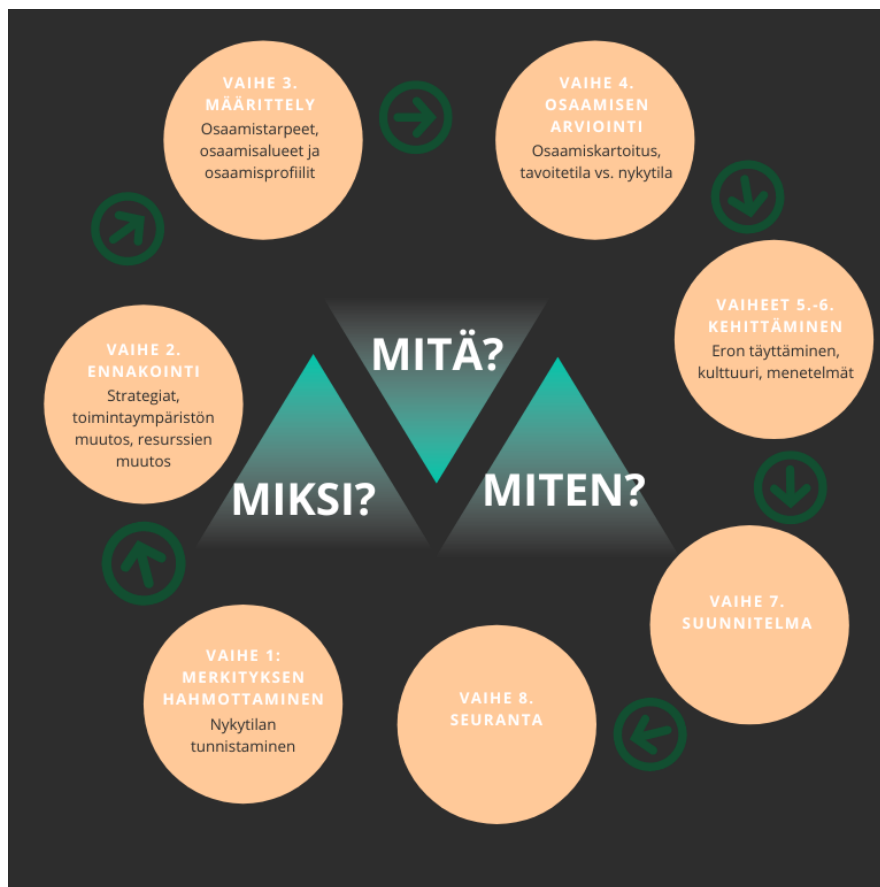 VAIHE 1:
MERKITYKSEN
HAHMOTTAMINEN
Nykytilan
tunnistaminen
VAIHE 2.
ENNAKOINTI
Strategiat,
toimintaympäristön
muutos, resurssien
muutos
VAIHE 3.
MÄÄRITTELY
Osaamistarpeet,
osaamisalueet ja
osaamisprofiilit
VAIHE 4.
OSAAMISEN
ARVIOINTI
Osaamiskartoitus,
tavoitetila vs. nykytila
VAIHEET 5.-6.
KEHITTÄMINEN
Eron täyttäminen,
kulttuuri, menetelmät
VAIHE 7.
SUUNNITELMA
VAIHE 8.
SEURANTA
MIKSI?
MITÄ?
MITEN?